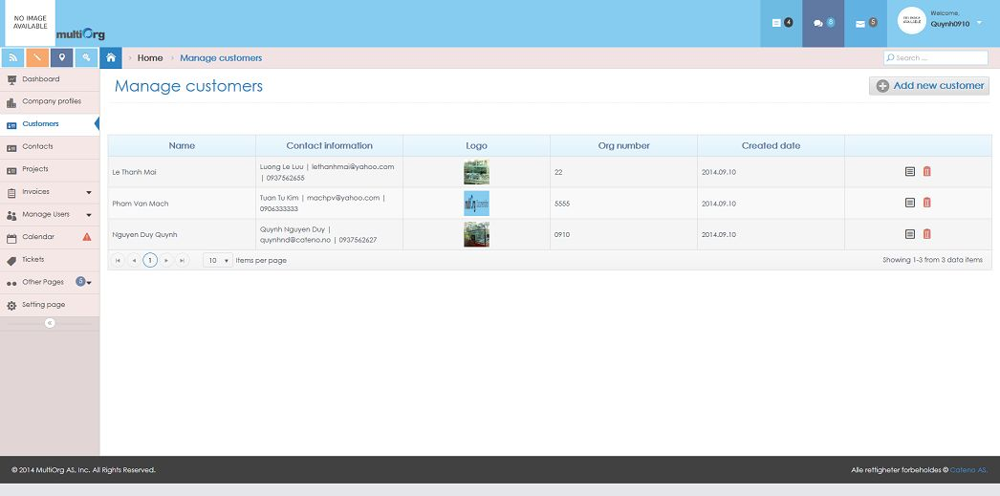 NO IMAGE
AVAILABLE
multiOrg
4
8
5
NO IMAGE
AVAILABLE
Welcome,
Quynh0910
Home
Manage customers
Search ...
Dashboard
Company profiles
Customers
Contacts
Projects
Invoices
Manage Users
Calendar
Tickets
Other Pages 5
Setting page
Manage customers
Add new customer
Name Contact information Logo Org number Created date
Le Thanh Mai
Luong Le Luu | lethanhmai@yahoo.com
| 0937562655
22
2014.09.10
Pham Van Mach
Tuan Tu Kim | machpv@yahoo.com |
0906333333
5555
2014.09.10
Nguyen Duy Quynh
Quynh Nguyen Duy |
quynhnd@cateno.no | 0937562627
0910
2014.09.10
1
10 Items per page
Showing 1-3 from 3 data items
© 2014 MultiOrg AS, Inc. All Rights Reserved.
Alle rettigheter forbeholdes © Cateno AS.